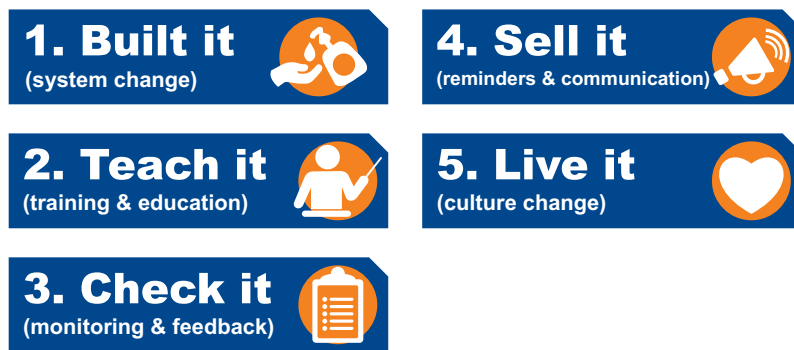 1. Built it
(system change)
2. Teach it
(training & education)
3. Check it
(monitoring & feedback)
4. Sell it
(reminders & communication)
5. Live it
(culture change)